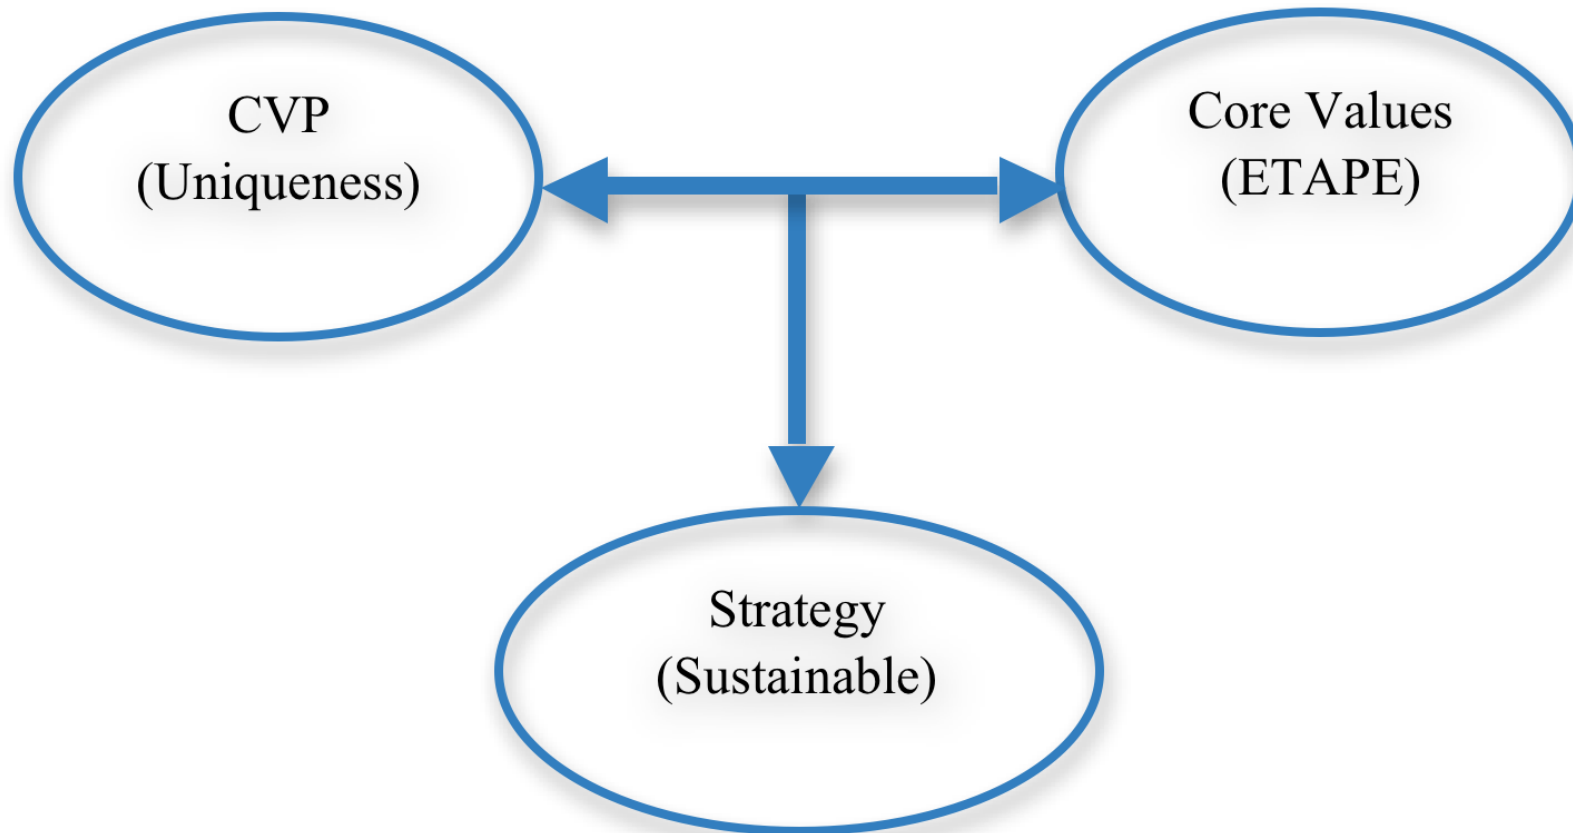 CVP
(Uniqueness)
Core Values
(ETAPE)
Strategy
(Sustainable)